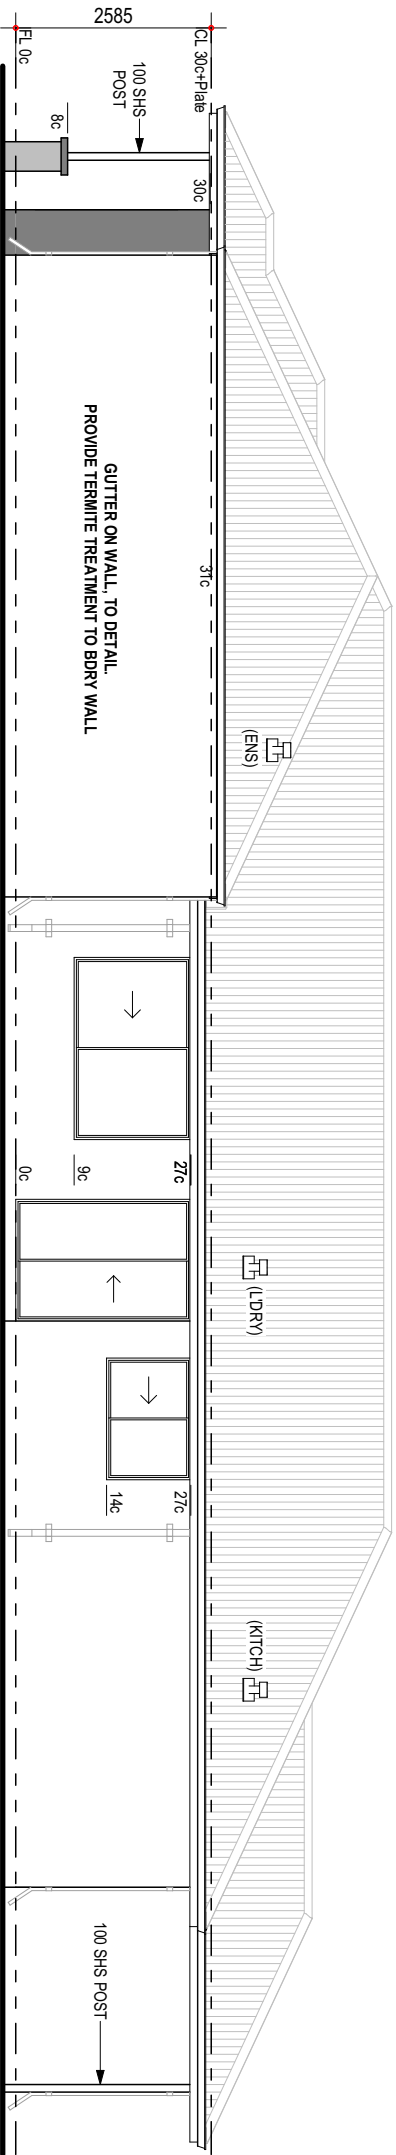 2585
CL 30c+Plate
FL 0c
100 SHS
POST
8c
30c
GUTTER ON WALL, TO DETAIL.
PROVIDE TERMITE TREATMENT TO BDRY WALL
31c
(ENS)
27c
9c
0c
(L'DRY)
27c
14c
(KITCH)
100 SHS POST